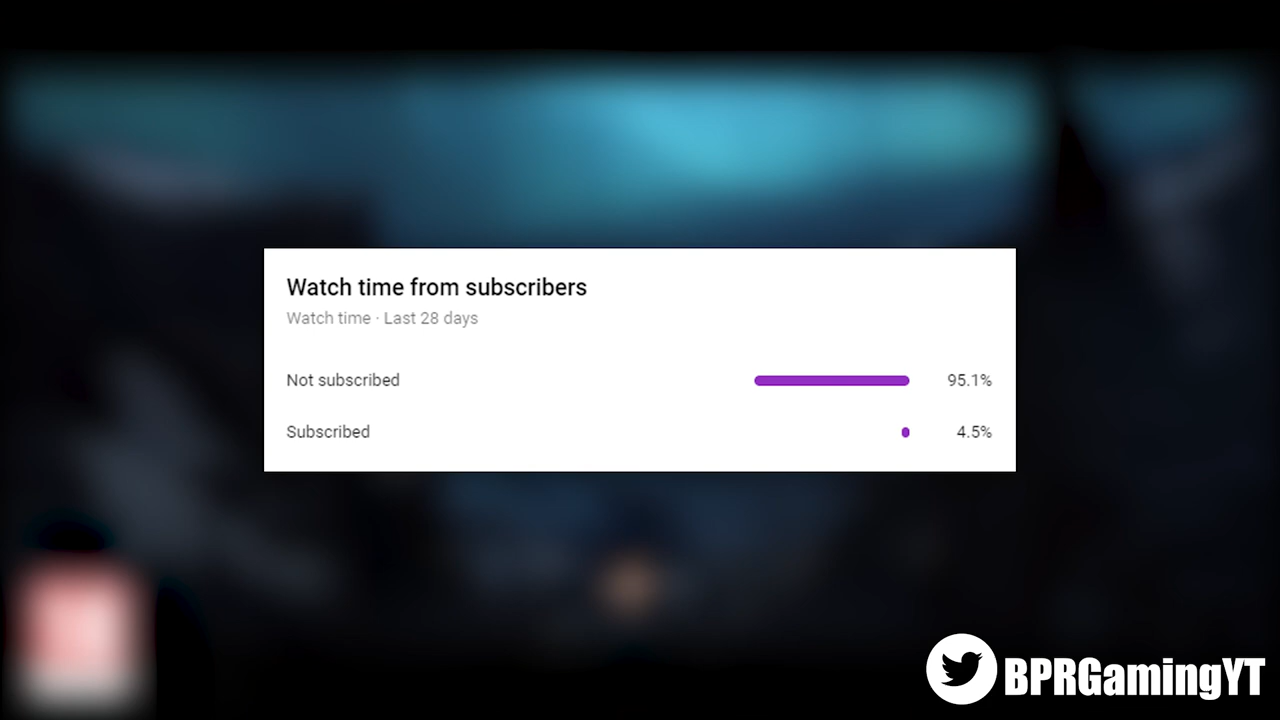 Watch time from subscribers
Watch time · Last 28 days
Not subscribed 95.1%
Subscribed 4.5%
BPRGamingYT